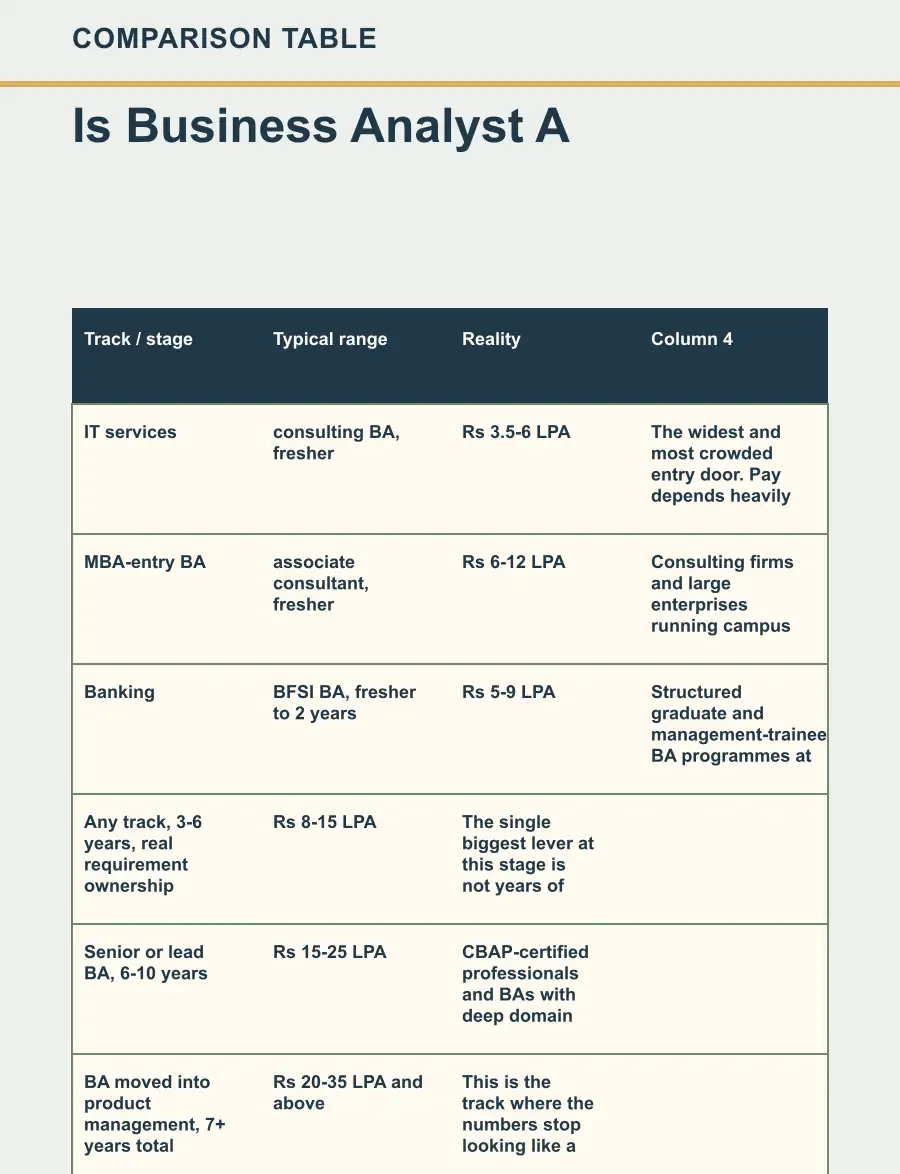 COMPARISON TABLE
Is Business Analyst A
Track / stage
Typical range
Reality
Column 4
IT services
consulting BA,
fresher
Rs 3.5-6 LPA
The widest and
most crowded
entry door. Pay
depends heavily
MBA-entry BA
associate
consultant,
fresher
Rs 6-12 LPA
Consulting firms
and large
enterprises
running campus
Banking
BFSI BA, fresher
to 2 years
Rs 5-9 LPA
Structured
graduate and
management-trainee
BA programmes at
Any track, 3-6
years, real
requirement
ownership
Rs 8-15 LPA
The single
biggest lever at
this stage is
not years of
Senior or lead
BA, 6-10 years
Rs 15-25 LPA
CBAP-certified
professionals
and BAs with
deep domain
BA moved into
product
management, 7+
years total
Rs 20-35 LPA and
above
This is the
track where the
numbers stop
looking like a